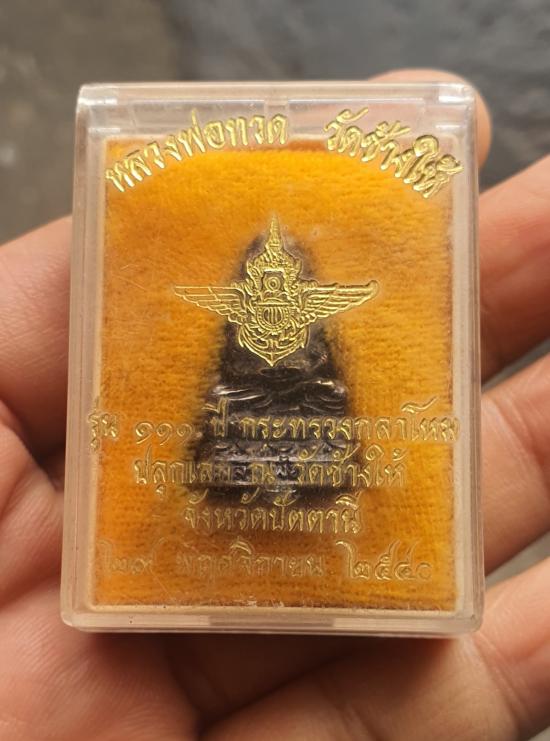 หลวงพ่อทวด วัดช้างให้
รุ่น ๑๑๑ ปี กระทรวงกลาโหม
ปลุกเสก ณ วัดช้างให้
จังหวัดปัตตานี
๒๙ พฤศจิกายน ๒๕๔๐